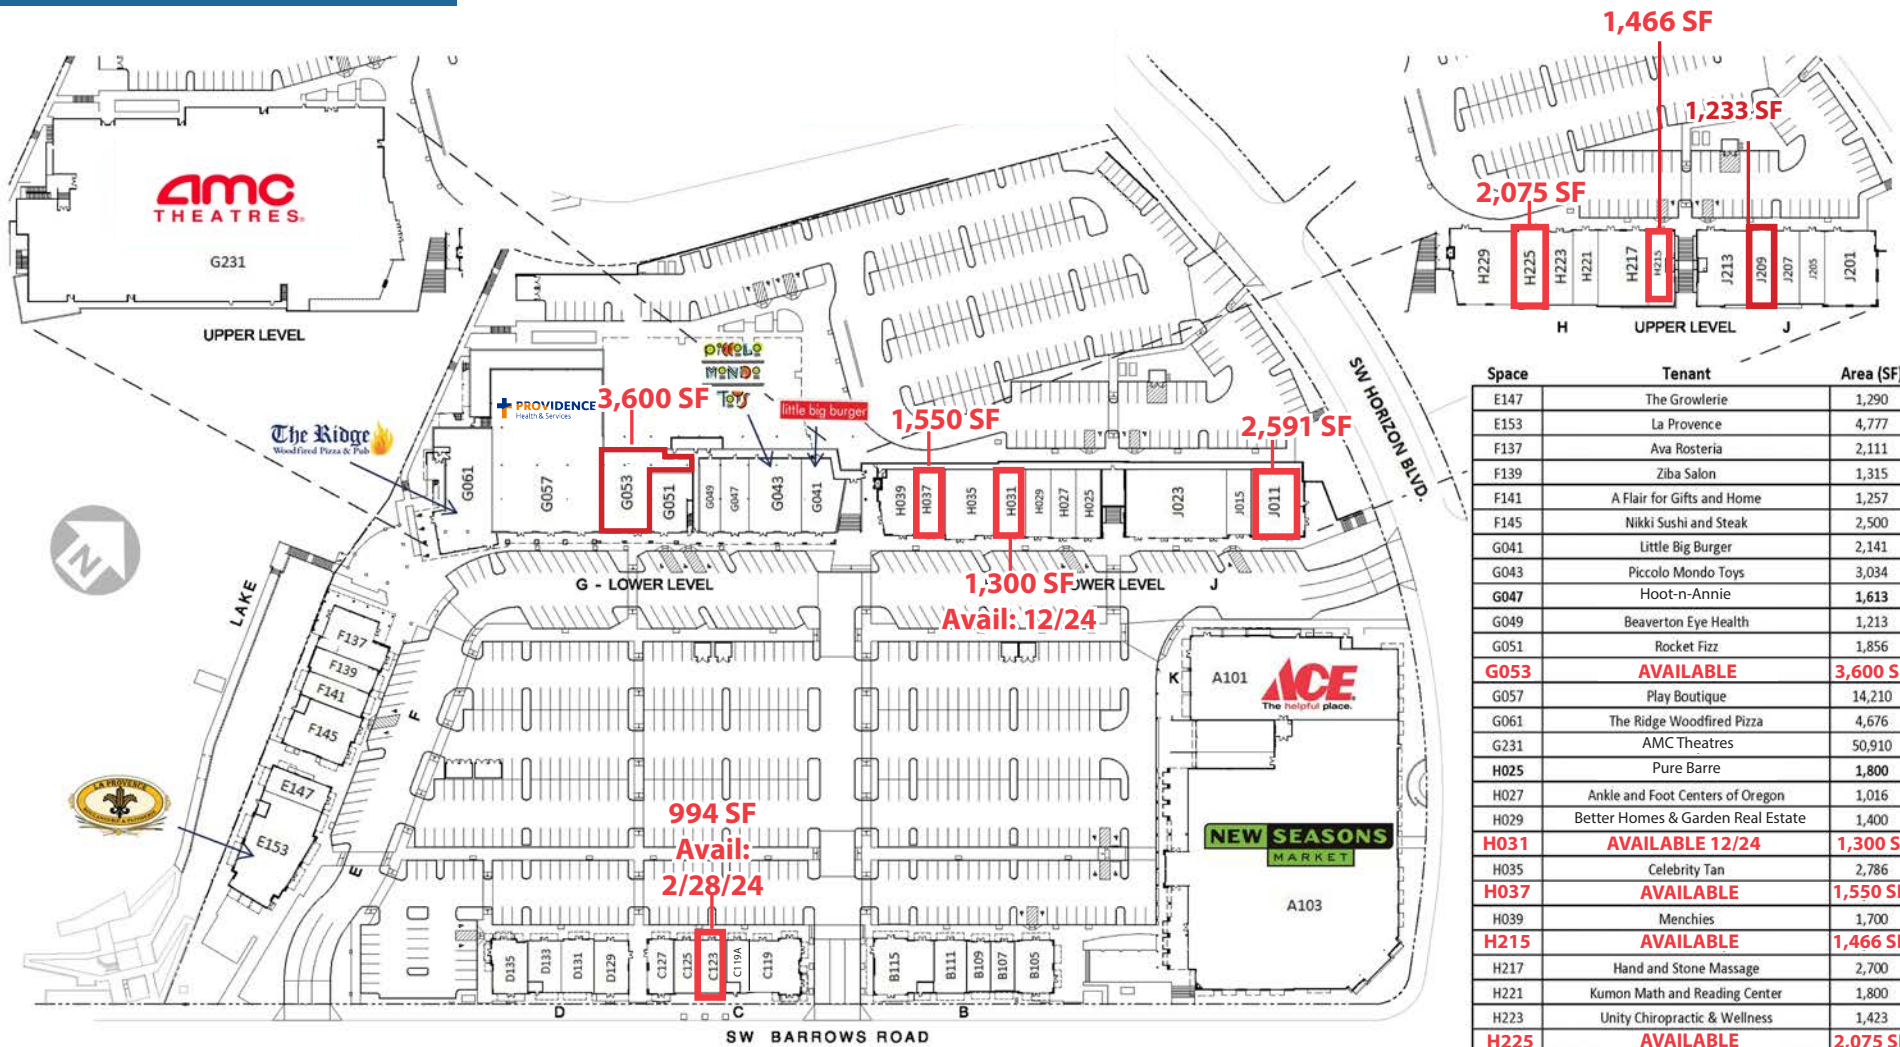 1,466 SF
1,233 SF
2,075 SF
AMC
THEATRES
G231
UPPER LEVEL
H229
H225
H223
H221
H217
H215
J213
J209
J207
J205
J201
H
UPPER LEVEL
J
PICCOLO
MONDO
TOYS
little big burger
PROVIDENCE
Health & Services
3,600 SF
The Ridge
Woodfired Pizza & Pub
1,550 SF
2,591 SF
SW HORIZON BLVD.
G061
G057
G053
G051
G049
G047
G043
G041
H039
H037
H035
H031
H029
H027
H025
J023
J015
J011
N
G - LOWER LEVEL
1,300 SF
Avail: 12/24
OWER LEVEL
J
LAKE
F137
F139
F141
F145
F
K
A101
ACE
The helpful place.
LA PROVENCE
E147
E153
E
994 SF
Avail:
2/28/24
NEW SEASONS
MARKET
A103
D135
D133
D131
D129
C127
C125
C123
C119A
C119
B115
B111
B109
B107
B105
D
C
B
SW BARROWS ROAD
Space Tenant Area (SF)
E147 The Growlerie 1,290
E153 La Provence 4,777
F137 Ava Rosteria 2,111
F139 Ziba Salon 1,315
F141 A Flair for Gifts and Home 1,257
F145 Nikki Sushi and Steak 2,500
G041 Little Big Burger 2,141
G043 Piccolo Mondo Toys 3,034
G047 Hoot-n-Annie 1,613
G049 Beaverton Eye Health 1,213
G051 Rocket Fizz 1,856
G053 AVAILABLE 3,600 S
G057 Play Boutique 14,210
G061 The Ridge Woodfired Pizza 4,676
G231 AMC Theatres 50,910
H025 Pure Barre 1,800
H027 Ankle and Foot Centers of Oregon 1,016
H029 Better Homes & Garden Real Estate 1,400
H031 AVAILABLE 12/24 1,300 S
H035 Celebrity Tan 2,786
H037 AVAILABLE 1,550 SF
H039 Menchies 1,700
H215 AVAILABLE 1,466 SF
H217 Hand and Stone Massage 2,700
H221 Kumon Math and Reading Center 1,800
H223 Unity Chiropractic & Wellness 1,423
H225 AVAILABLE 2,075 SF